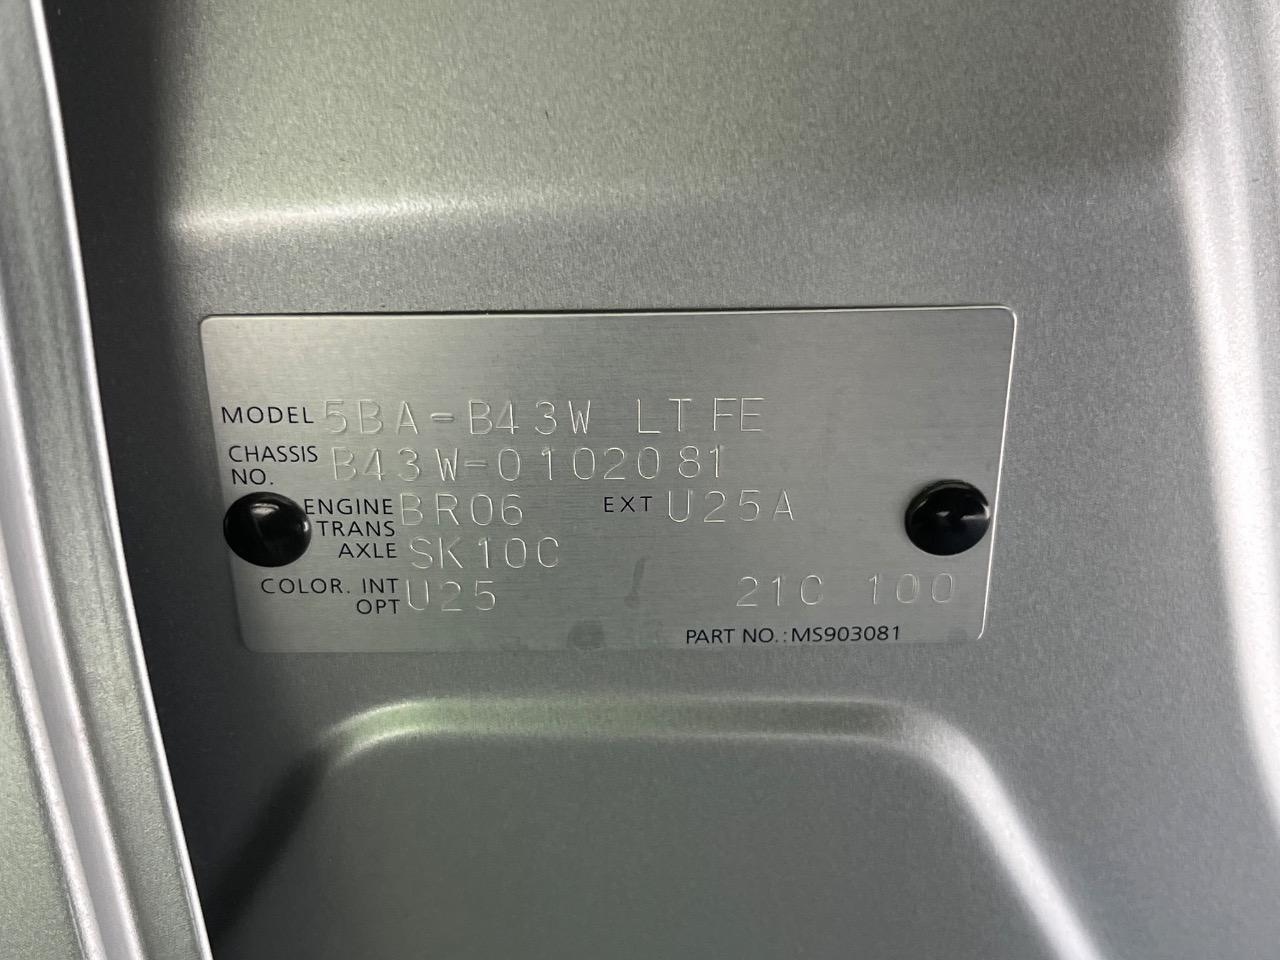 MODEL 5BA-B43W LTFE
CHASSIS NO. B43W-0102081
ENGINE BR06 EXT U25A
TRANS AXLE SK10C
COLOR. INT OPT U25 21C 100
PART NO.: MS903081